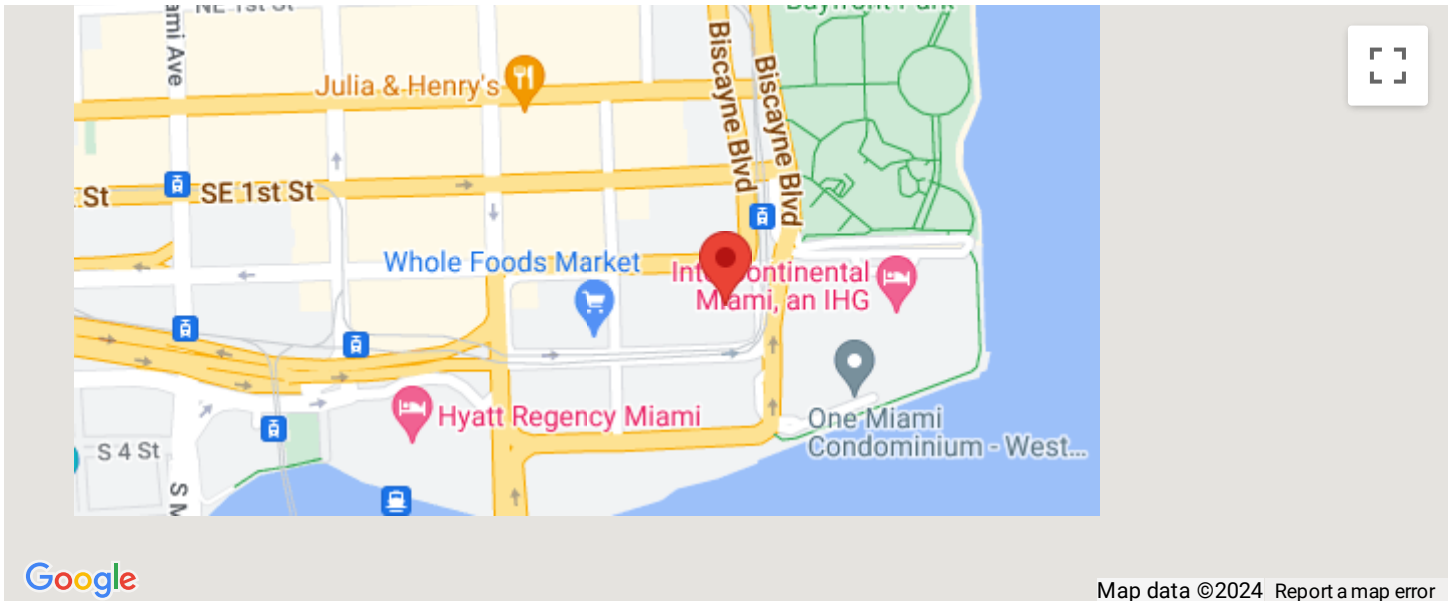 NE 1st St
Bayfront Park
ami Ave
Julia & Henry's
Biscayne Blvd
Biscayne Blvd
St
SE 1st St
Whole Foods Market
InterContinental
Miami, an IHG
Hyatt Regency Miami
One Miami
Condominium - West...
S 4 St
S M
Google
Map data ©2024
Report a map error